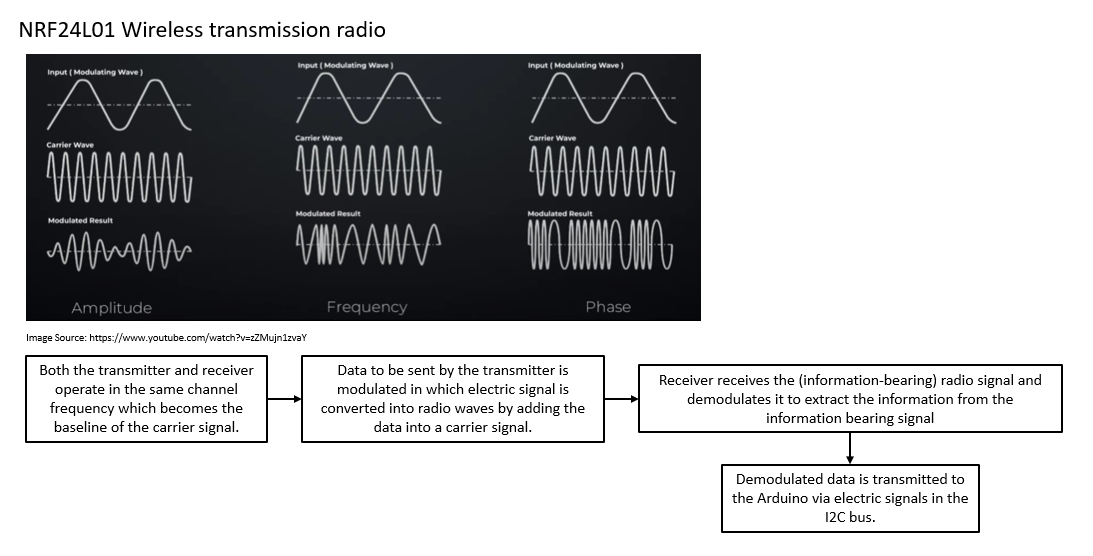 NRF24L01 Wireless transmission radio
Input ( Modulating Wave )
Carrier Wave
Modulated Result
Amplitude
Input ( Modulating Wave )
Carrier Wave
Modulated Result
Frequency
Input ( Modulating Wave )
Carrier Wave
Modulated Result
Phase
Image Source: https://www.youtube.com/watch?v=zZMujn1zvaY
Both the transmitter and receiver
operate in the same channel
frequency which becomes the
baseline of the carrier signal.
Data to be sent by the transmitter is
modulated in which electric signal is
converted into radio waves by adding the
data into a carrier signal.
Receiver receives the (information-bearing) radio signal and
demodulates it to extract the information from the
information bearing signal
Demodulated data is transmitted to
the Arduino via electric signals in the
I2C bus.